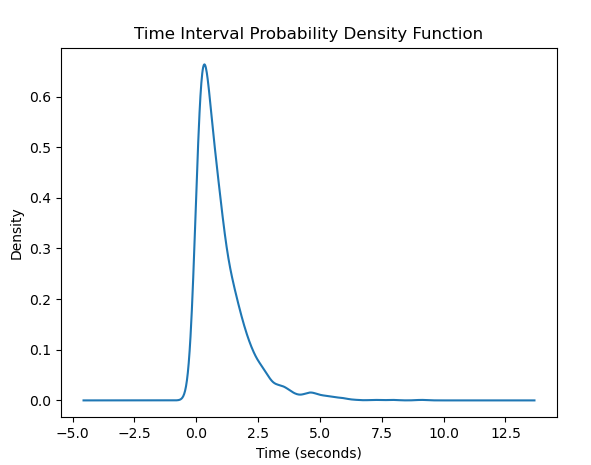 Time Interval Probability Density Function
Density
0.6
0.5
0.4
0.3
0.2
0.1
0.0
−5.0 −2.5 0.0 2.5 5.0 7.5 10.0 12.5
Time (seconds)